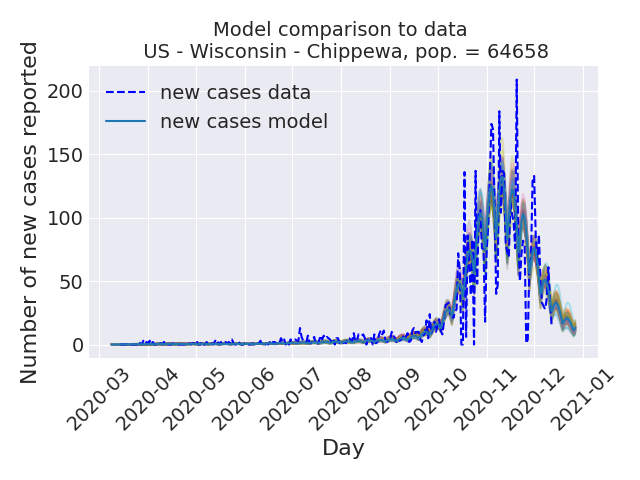 Model comparison to data
US - Wisconsin - Chippewa, pop. = 64658
Number of new cases reported
200
150
100
50
0
new cases data
new cases model
2020-03
2020-04
2020-05
2020-06
2020-07
2020-08
2020-09
2020-10
2020-11
2020-12
2021-01
Day